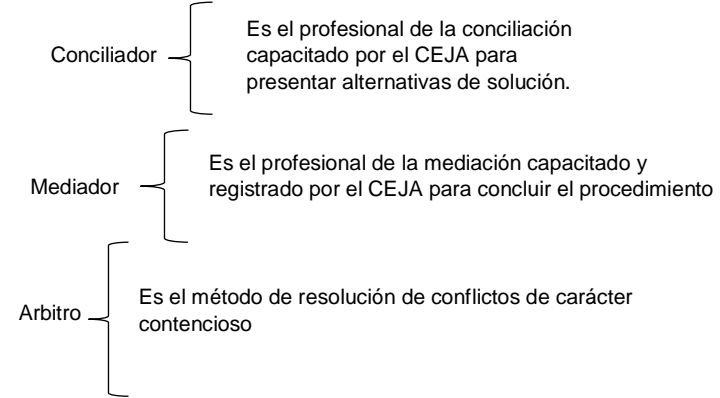 Conciliador
Es el profesional de la conciliación
capacitado por el CEJA para
presentar alternativas de solución.
Mediador
Es el profesional de la mediación capacitado y
registrado por el CEJA para concluir el procedimiento
Arbitro
Es el método de resolución de conflictos de carácter
contencioso